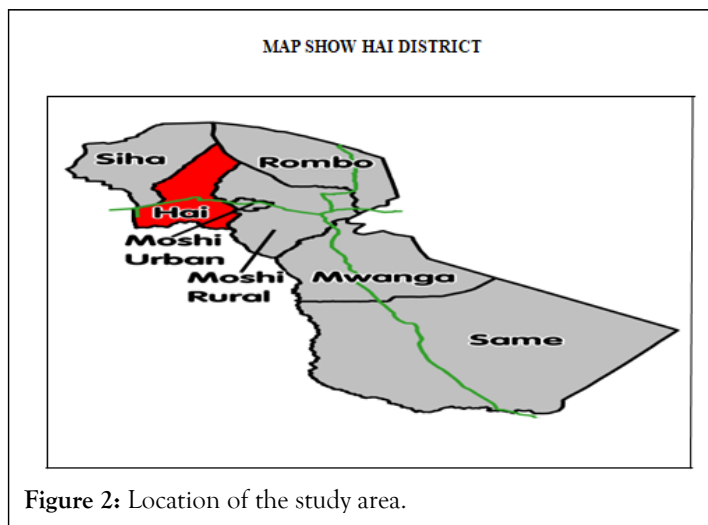 MAP SHOW HAI DISTRICT
Siha
Rombo
Hai
Moshi
Urban
Moshi
Rural
Mwanga
Same
Figure 2: Location of the study area.